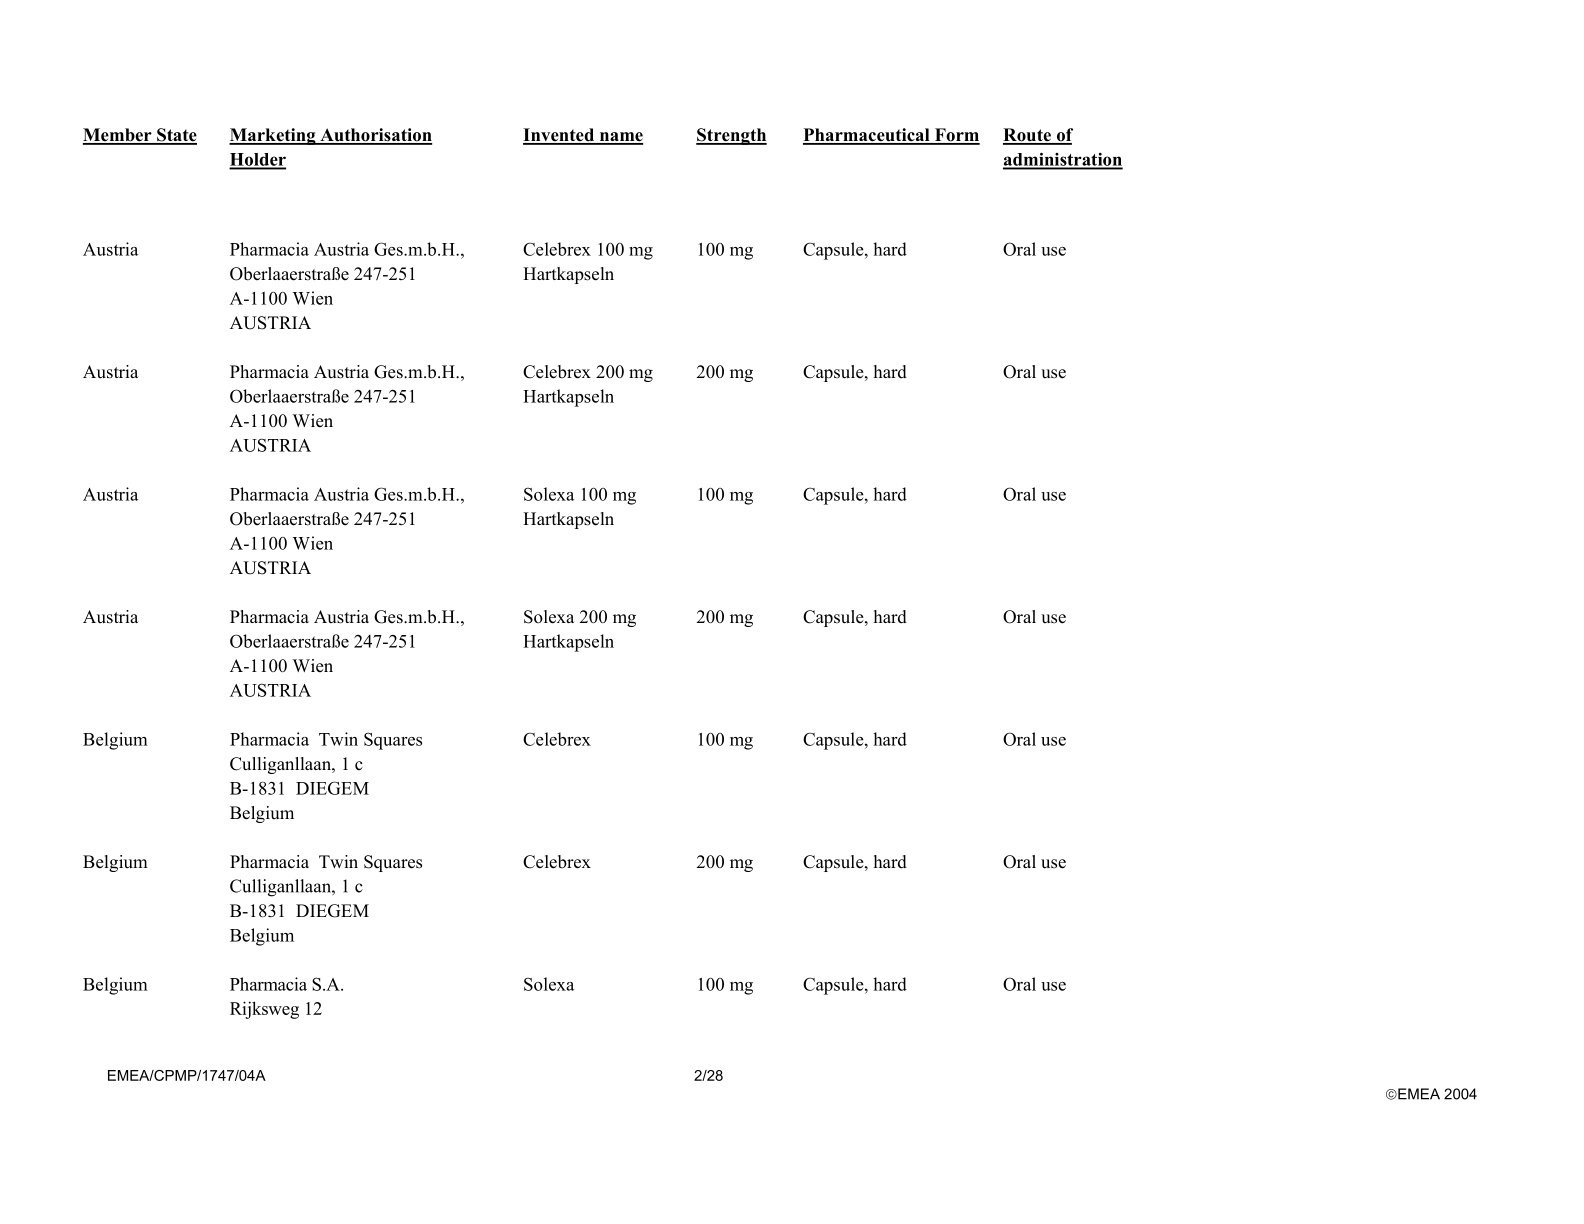 Member State Marketing Authorisation Holder Invented name Strength Pharmaceutical Form Route of administration
Austria Pharmacia Austria Ges.m.b.H., Celebrex 100 mg 100 mg Capsule, hard Oral use
Oberlaaerstraße 247-251 Hartkapseln
A-1100 Wien
AUSTRIA
Austria Pharmacia Austria Ges.m.b.H., Celebrex 200 mg 200 mg Capsule, hard Oral use
Oberlaaerstraße 247-251 Hartkapseln
A-1100 Wien
AUSTRIA
Austria Pharmacia Austria Ges.m.b.H., Solexa 100 mg 100 mg Capsule, hard Oral use
Oberlaaerstraße 247-251 Hartkapseln
A-1100 Wien
AUSTRIA
Austria Pharmacia Austria Ges.m.b.H., Solexa 200 mg 200 mg Capsule, hard Oral use
Oberlaaerstraße 247-251 Hartkapseln
A-1100 Wien
AUSTRIA
Belgium Pharmacia Twin Squares Celebrex 100 mg Capsule, hard Oral use
Culliganllaan, 1 c
B-1831 DIEGEM
Belgium
Belgium Pharmacia Twin Squares Celebrex 200 mg Capsule, hard Oral use
Culliganllaan, 1 c
B-1831 DIEGEM
Belgium
Belgium Pharmacia S.A. Solexa 100 mg Capsule, hard Oral use
Rijksweg 12
EMEA/CPMP/1747/04A 2/28
©EMEA 2004